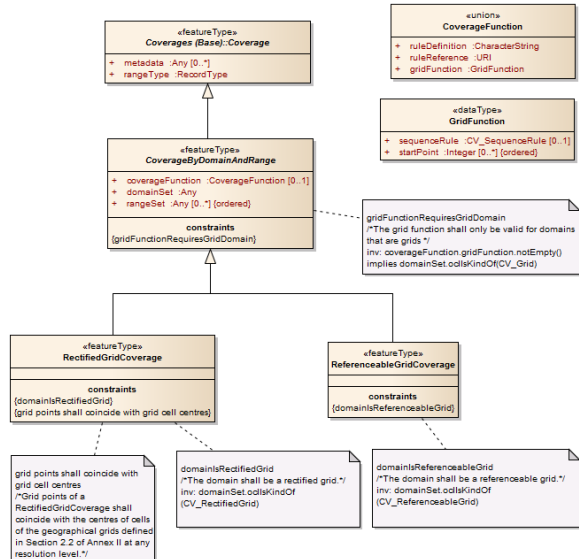 «featureType»
Coverages (Base)::Coverage
+ metadata :Any [0..*]
+ rangeType :RecordType
«union»
CoverageFunction
+ ruleDefinition :CharacterString
+ ruleReference :URI
+ gridFunction :GridFunction
«dataType»
GridFunction
+ sequenceRule :CV_SequenceRule [0..1]
+ startPoint :Integer [0..*] {ordered}
«featureType»
CoverageByDomainAndRange
+ coverageFunction :CoverageFunction [0..1]
+ domainSet :Any
+ rangeSet :Any [0..*] {ordered}
constraints
{gridFunctionRequiresGridDomain}
gridFunctionRequiresGridDomain
/*The grid function shall only be valid for domains
that are grids */
inv: coverageFunction.gridFunction.notEmpty()
implies domainSet.oclIsKindOf(CV_Grid)
«featureType»
RectifiedGridCoverage
constraints
{domainIsRectifiedGrid}
{grid points shall coincide with grid cell centres}
«featureType»
ReferenceableGridCoverage
constraints
{domainIsReferenceableGrid}
grid points shall coincide with
grid cell centres
/*Grid points of a
RectifiedGridCoverage shall
coincide with the centres of cells
of the geographical grids defined
in Section 2.2 of Annex II at any
resolution level.*/
domainIsRectifiedGrid
/*The domain shall be a rectified grid.*/
inv: domainSet.oclIsKindOf
(CV_RectifiedGrid)
domainIsReferenceableGrid
/*The domain shall be a referenceable grid.*/
inv: domainSet.oclIsKindOf
(CV_ReferenceableGrid)